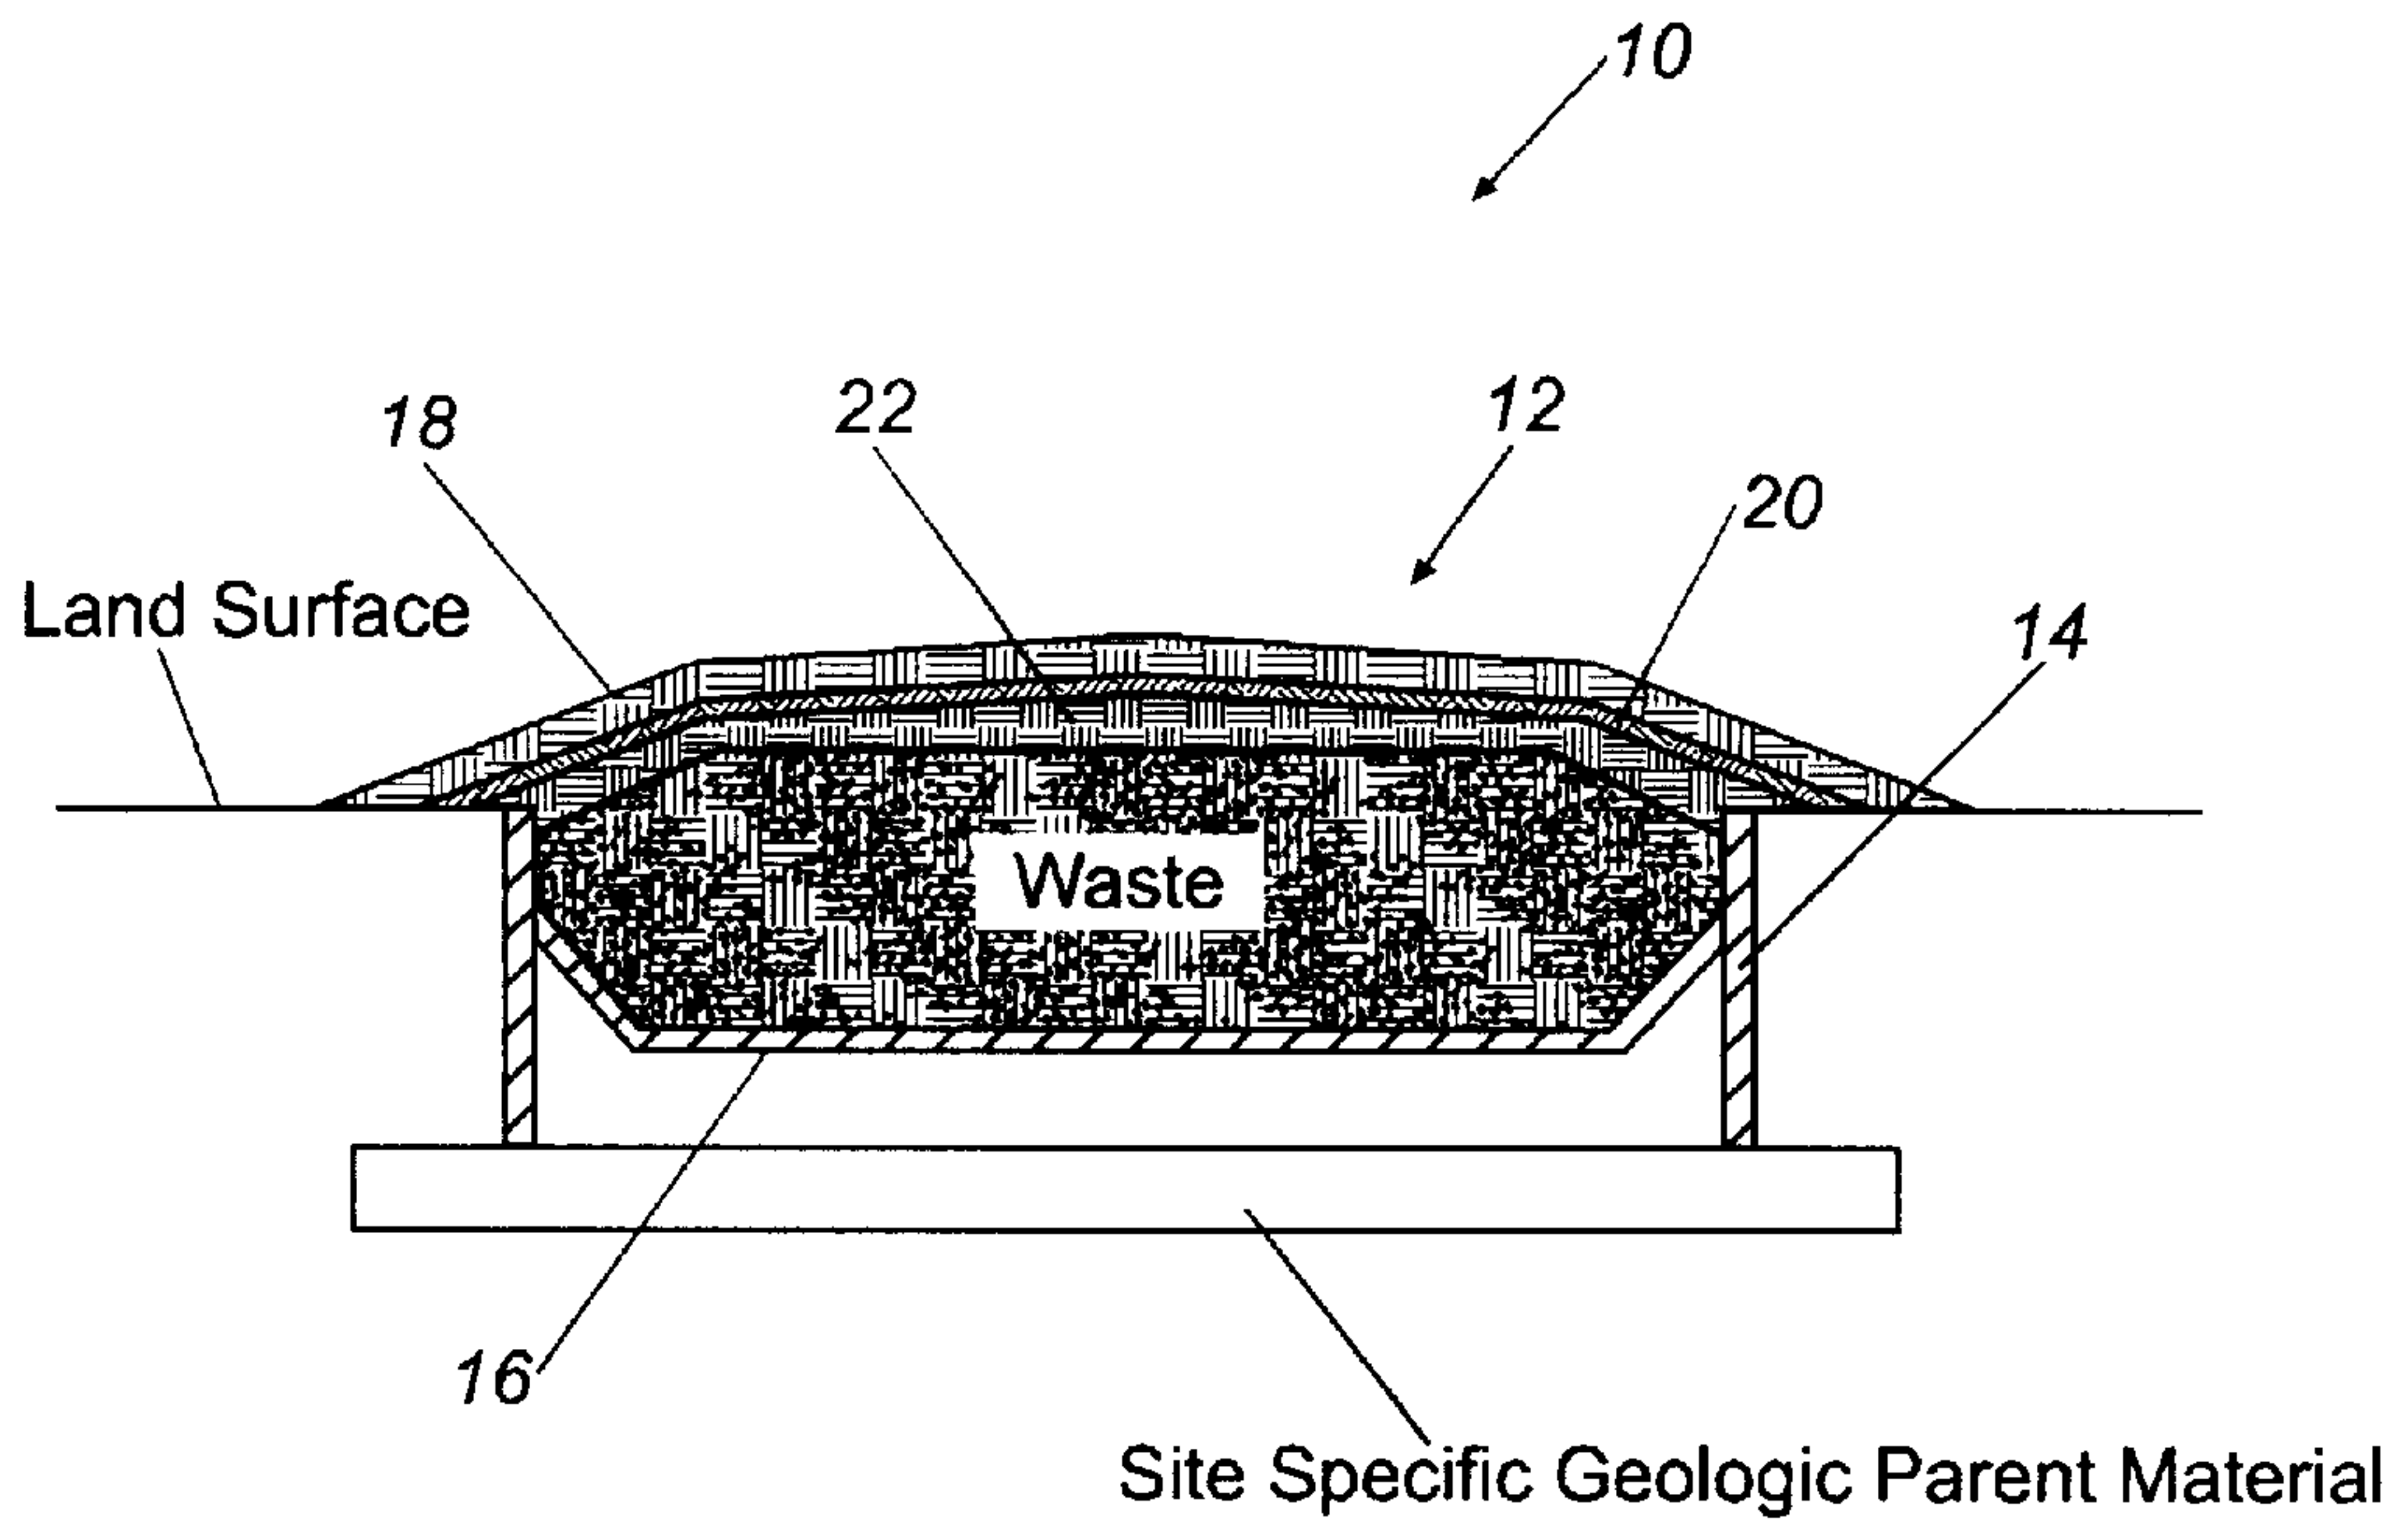 10
18
22
12
20
Land Surface
14
Waste
16
Site Specific Geologic Parent Material